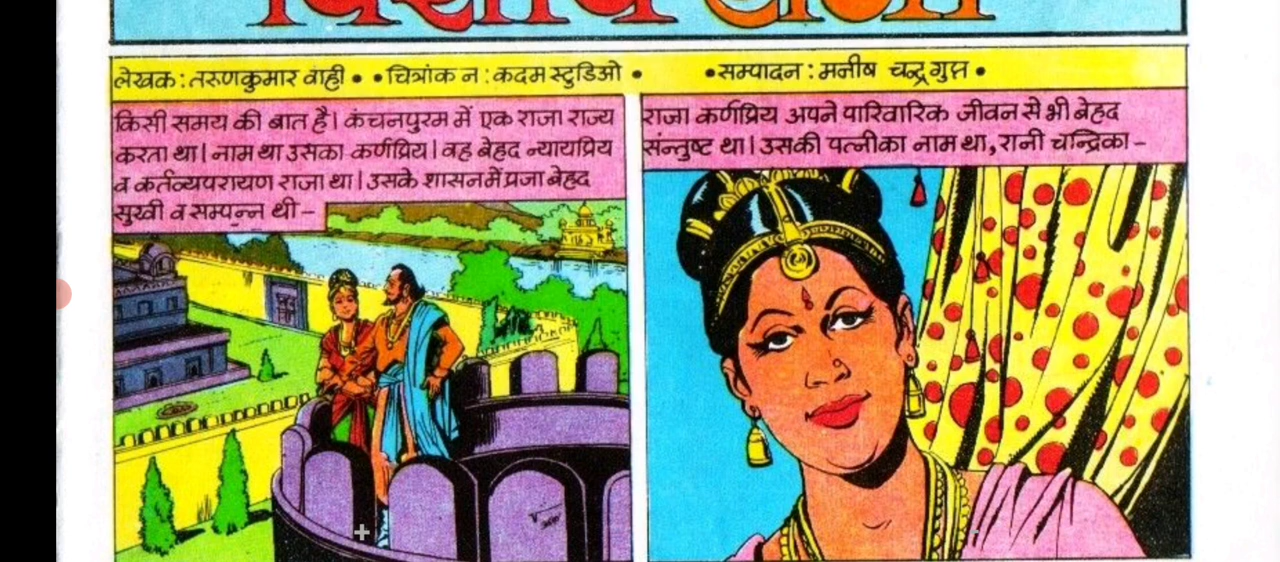 लेखक : तरुणकुमार वाही • • चित्रांकन : कदम स्टुडिओ • • सम्पादन : मनीष चन्द्र गुप्त •
किसी समय की बात है। कंचनपुरम में एक राजा राज्य
करता था। नाम था उसका कर्णप्रिय। वह बेहद न्यायप्रिय
व कर्तव्यपरायण राजा था। उसके शासन में प्रजा बेहद
सुखी व सम्पन्न थी-
राजा कर्णप्रिय अपने पारिवारिक जीवन से भी बेहद
सन्तुष्ट था। उसकी पत्नी का नाम था, रानी चन्द्रिका-